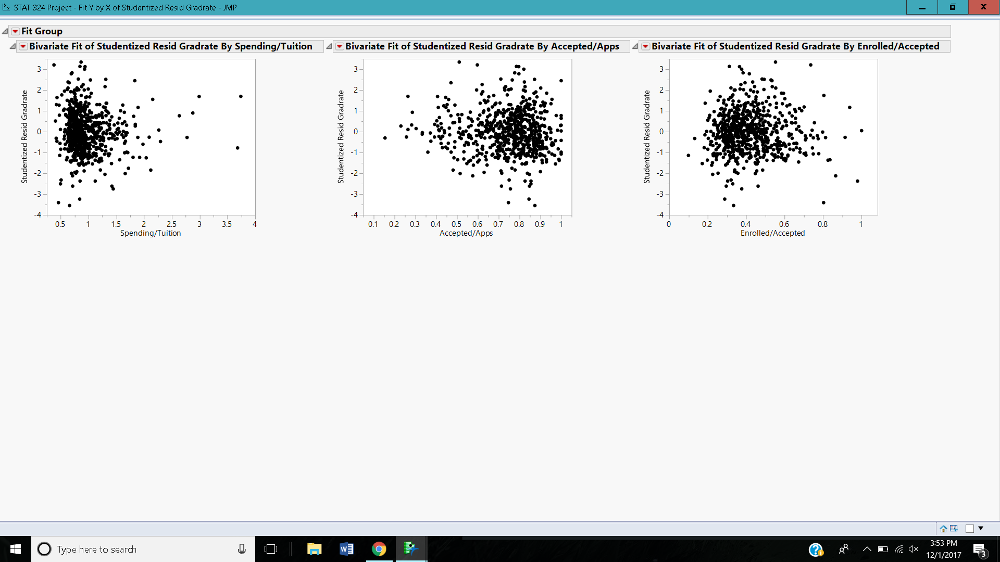 STAT 324 Project - Fit Y by X of Studentized Resid Gradrate - JMP
Fit Group
Bivariate Fit of Studentized Resid Gradrate By Spending/Tuition
Bivariate Fit of Studentized Resid Gradrate By Accepted/Apps
Bivariate Fit of Studentized Resid Gradrate By Enrolled/Accepted
Studentized Resid Gradrate
3
2
1
0
-1
-2
-3
-4
0.5 1 1.5 2 2.5 3 3.5 4
Spending/Tuition
Studentized Resid Gradrate
3
2
1
0
-1
-2
-3
-4
0.1 0.2 0.3 0.4 0.5 0.6 0.7 0.8 0.9 1
Accepted/Apps
Studentized Resid Gradrate
3
2
1
0
-1
-2
-3
-4
0 0.2 0.4 0.6 0.8 1
Enrolled/Accepted
Type here to search
3:53 PM
12/1/2017
3